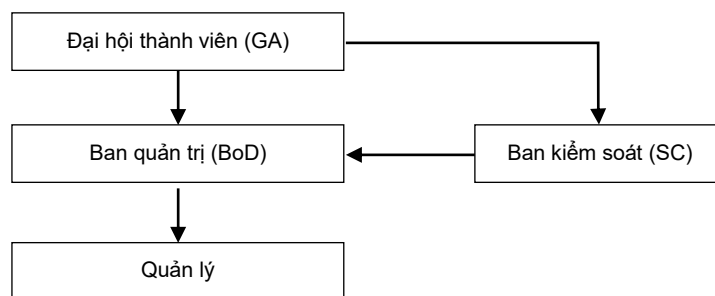 Đại hội thành viên (GA)
Ban quản trị (BoD)
Ban kiểm soát (SC)
Quản lý